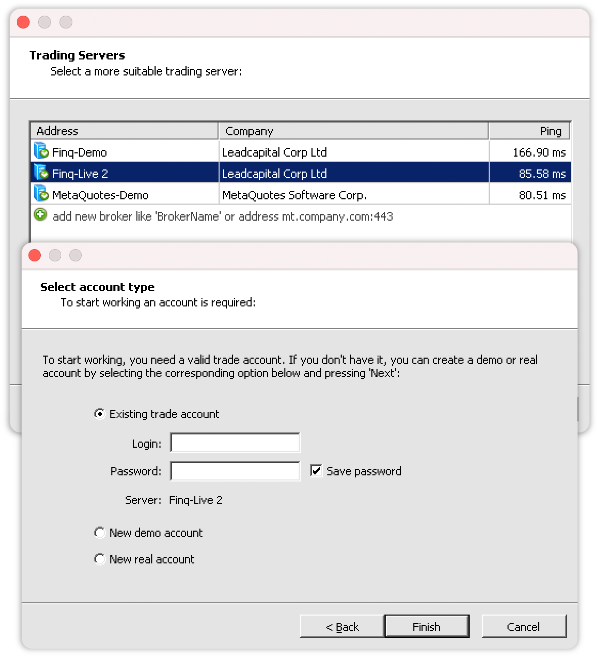 Trading Servers
Select a more suitable trading server:
Address Company Ping
Finq-Demo Leadcapital Corp Ltd 166.90 ms
Finq-Live 2 Leadcapital Corp Ltd 85.58 ms
MetaQuotes-Demo MetaQuotes Software Corp. 80.51 ms
add new broker like 'BrokerName' or address mt.company.com:443
Select account type
To start working an account is required:
To start working, you need a valid trade account. If you don't have it, you can create a demo or real
account by selecting the corresponding option below and pressing 'Next':
Existing trade account
Login:
Password: Save password
Server: Finq-Live 2
New demo account
New real account
< Back Finish Cancel